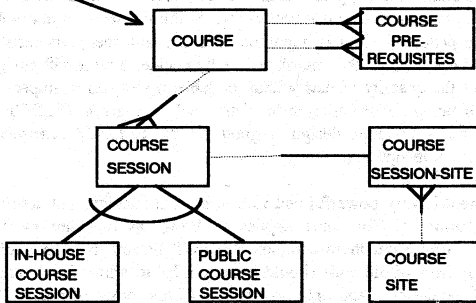 COURSE
COURSE
PRE-
REQUISITES
COURSE
SESSION
COURSE
SESSION-SITE
IN-HOUSE
COURSE
SESSION
PUBLIC
COURSE
SESSION
COURSE
SITE